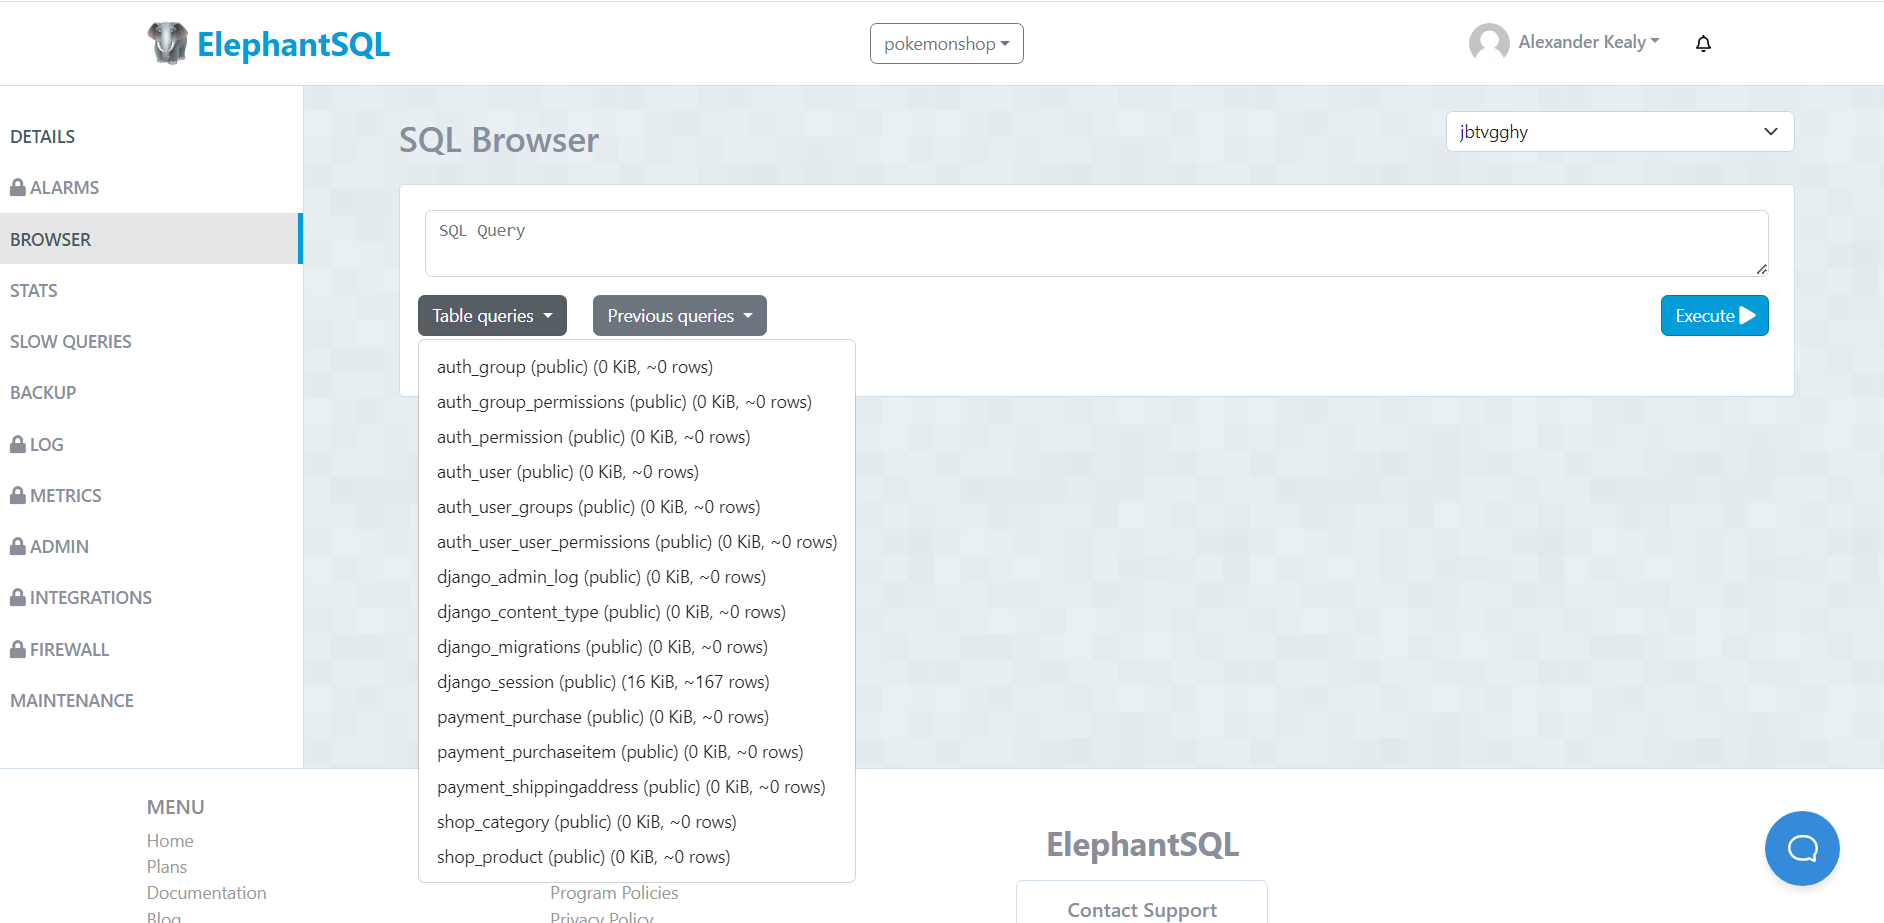 ElephantSQL
pokemonshop
Alexander Kealy
DETAILS
ALARMS
BROWSER
STATS
SLOW QUERIES
BACKUP
LOG
METRICS
ADMIN
INTEGRATIONS
FIREWALL
MAINTENANCE
SQL Browser
jbtvgghy
SQL Query
Table queries
Previous queries
Execute
auth_group (public) (0 KiB, ~0 rows)
auth_group_permissions (public) (0 KiB, ~0 rows)
auth_permission (public) (0 KiB, ~0 rows)
auth_user (public) (0 KiB, ~0 rows)
auth_user_groups (public) (0 KiB, ~0 rows)
auth_user_user_permissions (public) (0 KiB, ~0 rows)
django_admin_log (public) (0 KiB, ~0 rows)
django_content_type (public) (0 KiB, ~0 rows)
django_migrations (public) (0 KiB, ~0 rows)
django_session (public) (16 KiB, ~167 rows)
payment_purchase (public) (0 KiB, ~0 rows)
payment_purchaseitem (public) (0 KiB, ~0 rows)
payment_shippingaddress (public) (0 KiB, ~0 rows)
shop_category (public) (0 KiB, ~0 rows)
shop_product (public) (0 KiB, ~0 rows)
MENU
Home
Plans
Documentation
Blog
Program Policies
Privacy Policy
ElephantSQL
Contact Support